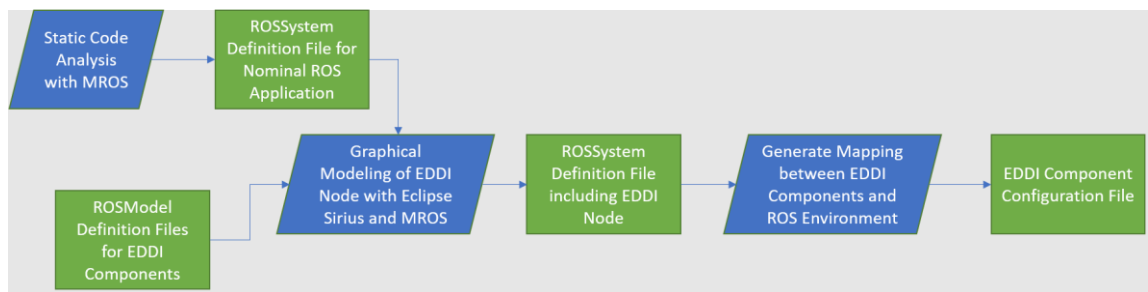 Static Code
Analysis
with MROS
ROSSystem
Definition File for
Nominal ROS
Application
ROSModel
Definition Files
for EDDI
Components
Graphical
Modeling of EDDI
Node with Eclipse
Sirius and MROS
ROSSystem
Definition File
including EDDI
Node
Generate Mapping
between EDDI
Components and
ROS Environment
EDDI Component
Configuration File